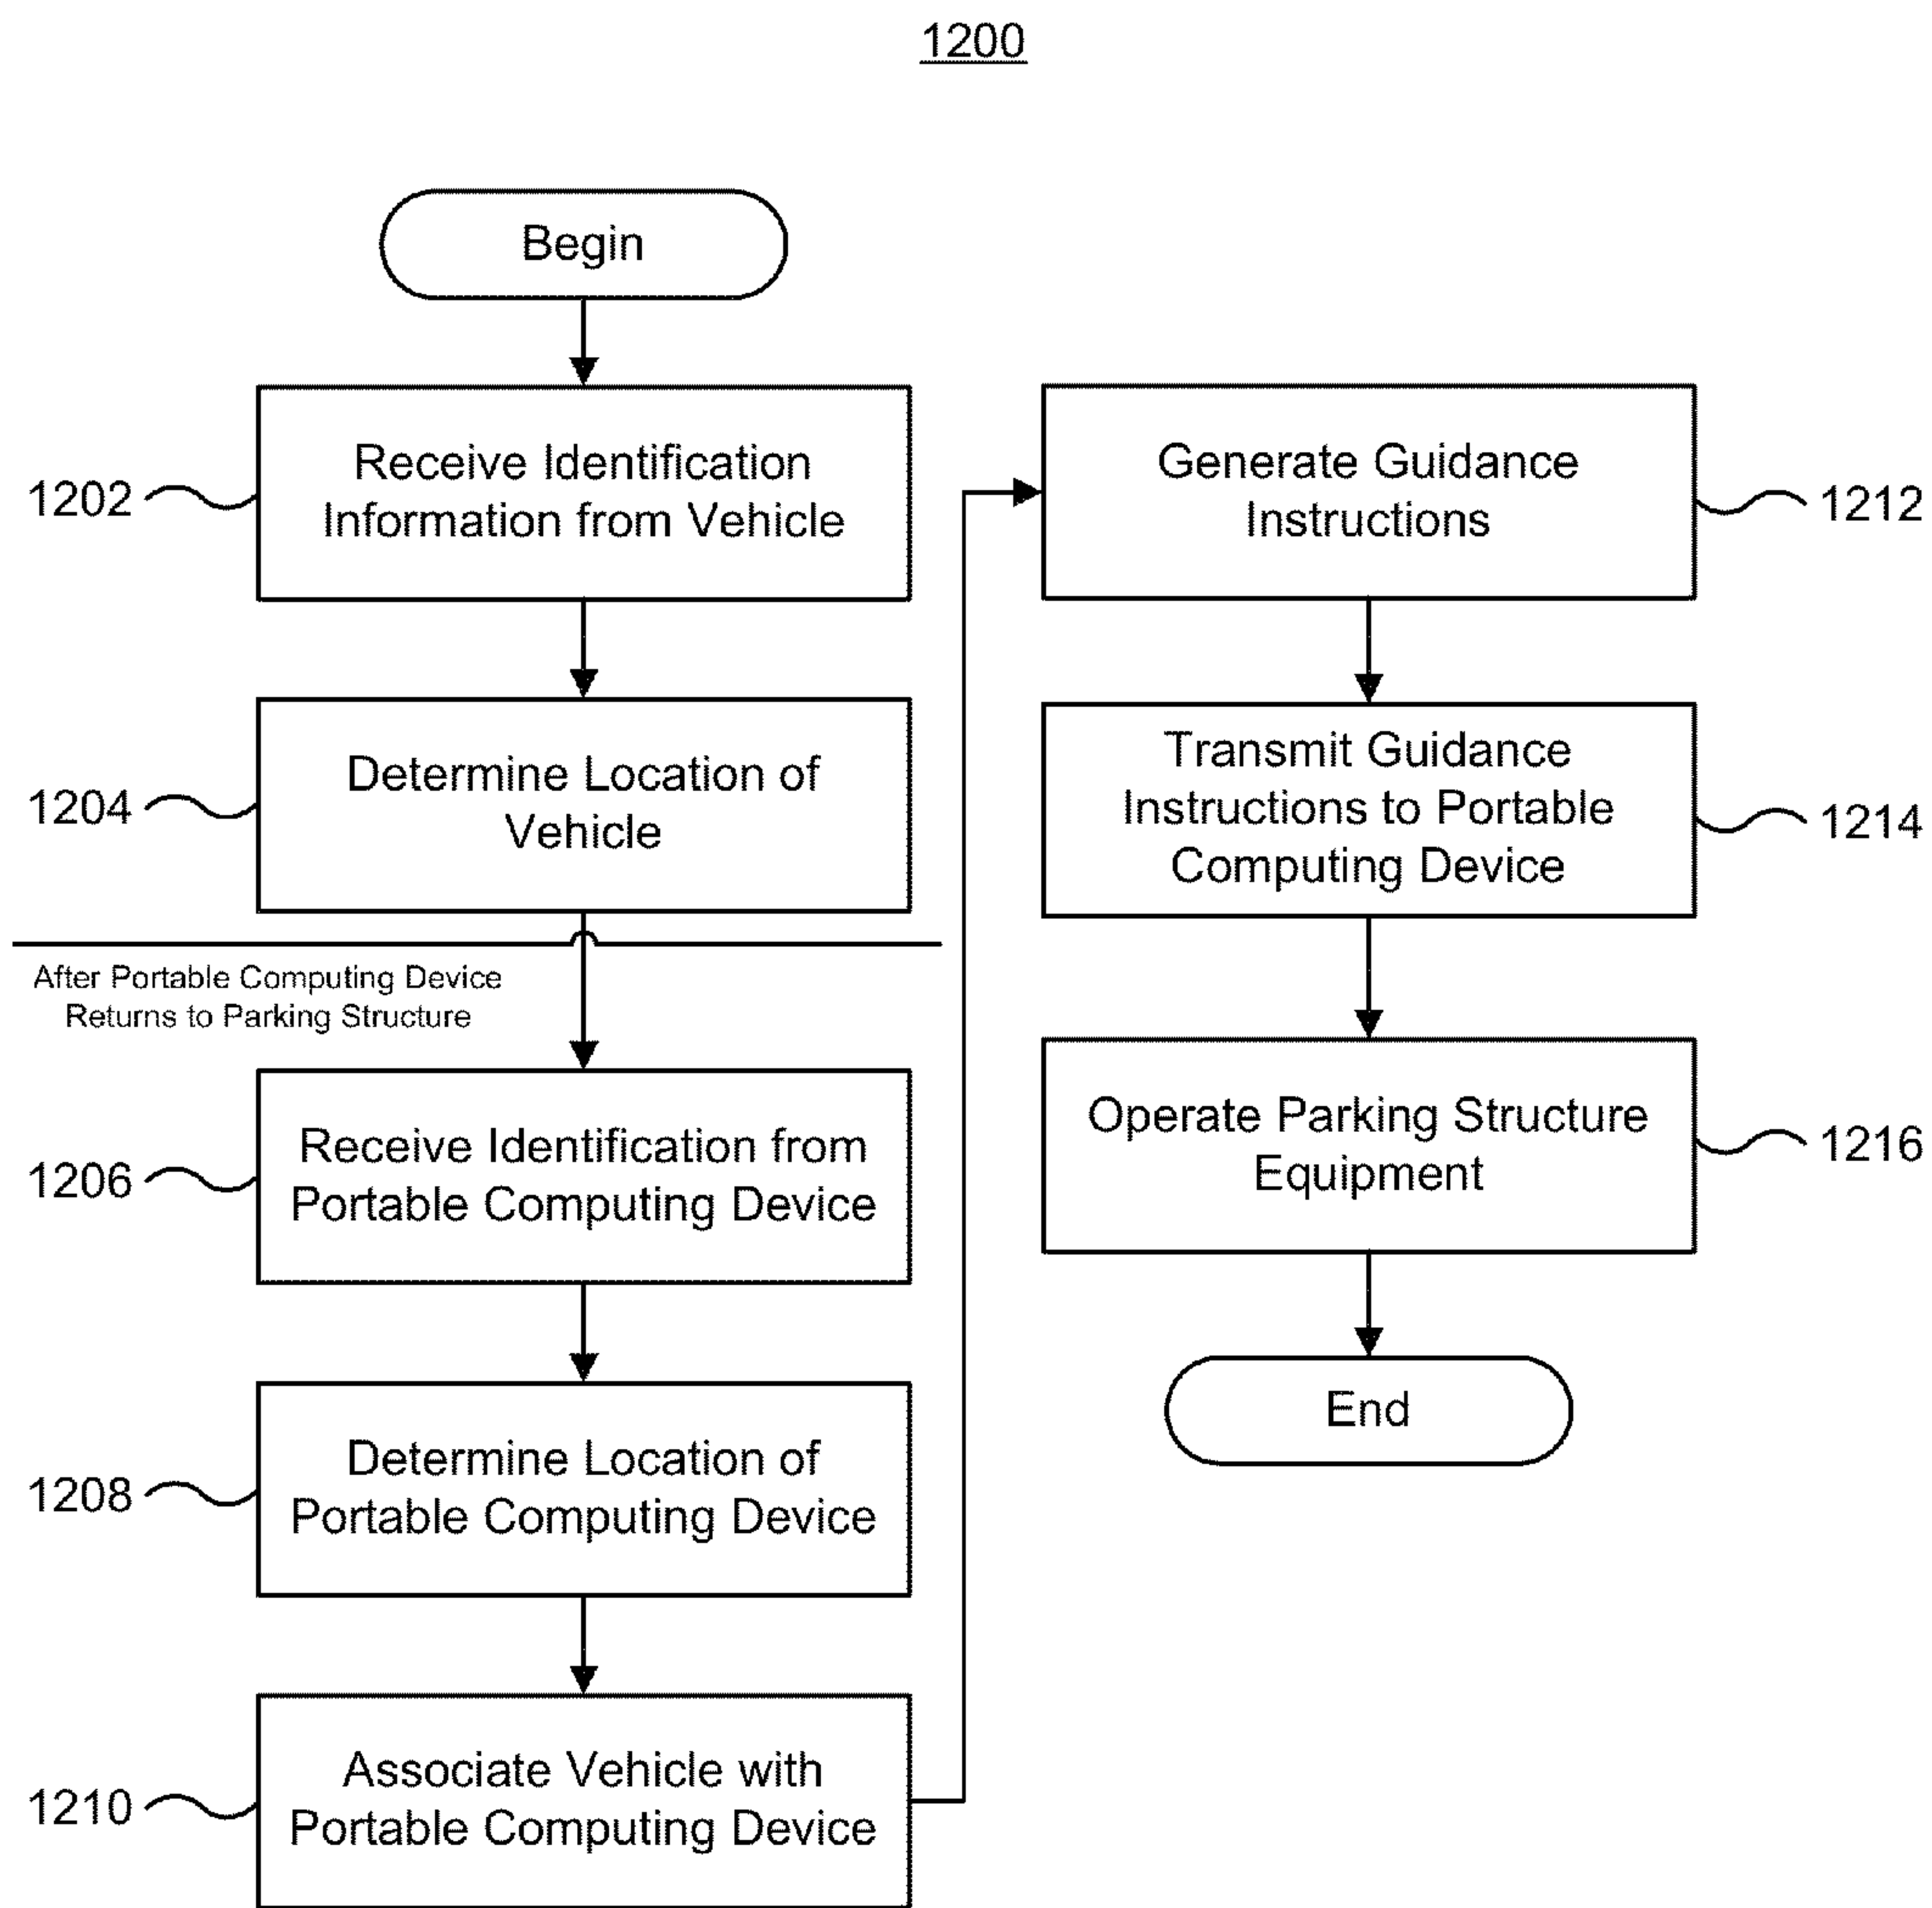 1200
Begin
1202
Receive Identification
Information from Vehicle
1204
Determine Location of
Vehicle
After Portable Computing Device
Returns to Parking Structure
1206
Receive Identification from
Portable Computing Device
1208
Determine Location of
Portable Computing Device
1210
Associate Vehicle with
Portable Computing Device
Generate Guidance
Instructions
1212
Transmit Guidance
Instructions to Portable
Computing Device
1214
Operate Parking Structure
Equipment
1216
End